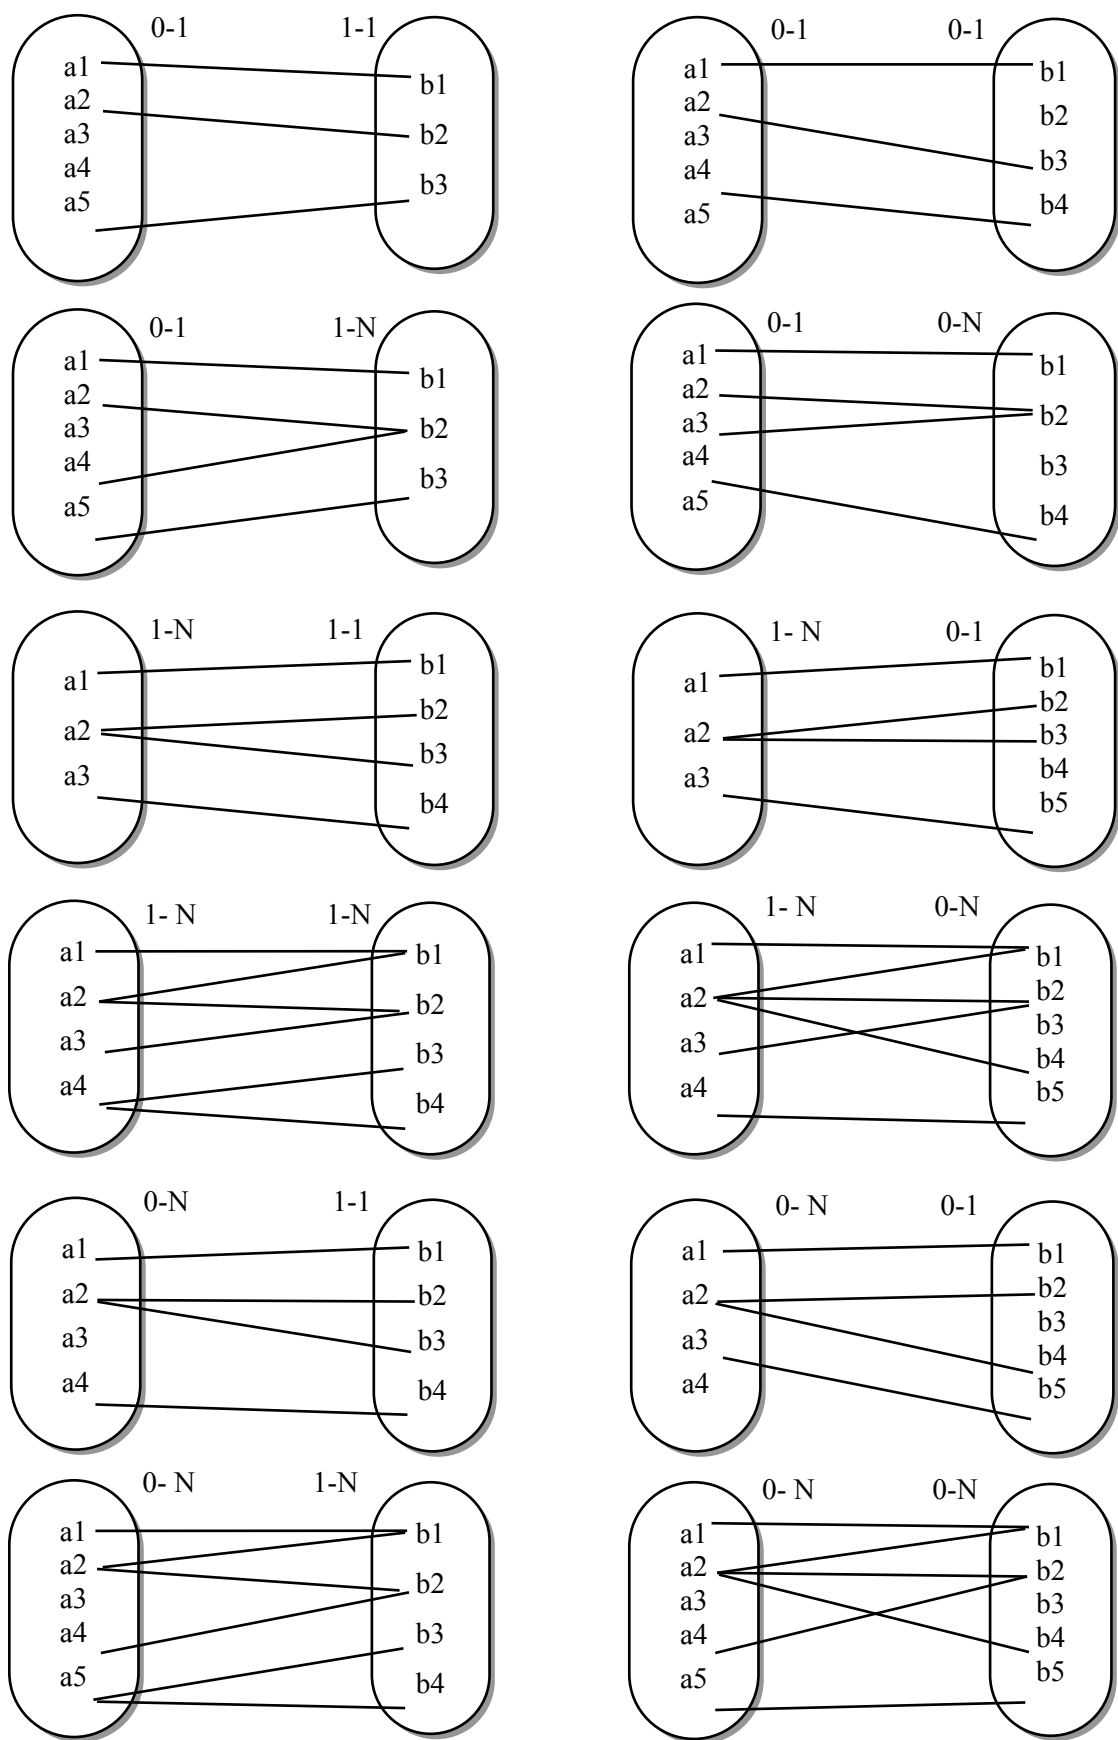 0-1 1-1
a1
a2
a3
a4
a5
b1
b2
b3
0-1 0-1
a1
a2
a3
a4
a5
b1
b2
b3
b4
0-1 1-N
a1
a2
a3
a4
a5
b1
b2
b3
0-1 0-N
a1
a2
a3
a4
a5
b1
b2
b3
b4
1-N 1-1
a1
a2
a3
b1
b2
b3
b4
1- N 0-1
a1
a2
a3
b1
b2
b3
b4
b5
1- N 1-N
a1
a2
a3
a4
b1
b2
b3
b4
1- N 0-N
a1
a2
a3
a4
b1
b2
b3
b4
b5
0-N 1-1
a1
a2
a3
a4
b1
b2
b3
b4
0- N 0-1
a1
a2
a3
a4
b1
b2
b3
b4
b5
0- N 1-N
a1
a2
a3
a4
a5
b1
b2
b3
b4
0- N 0-N
a1
a2
a3
a4
a5
b1
b2
b3
b4
b5